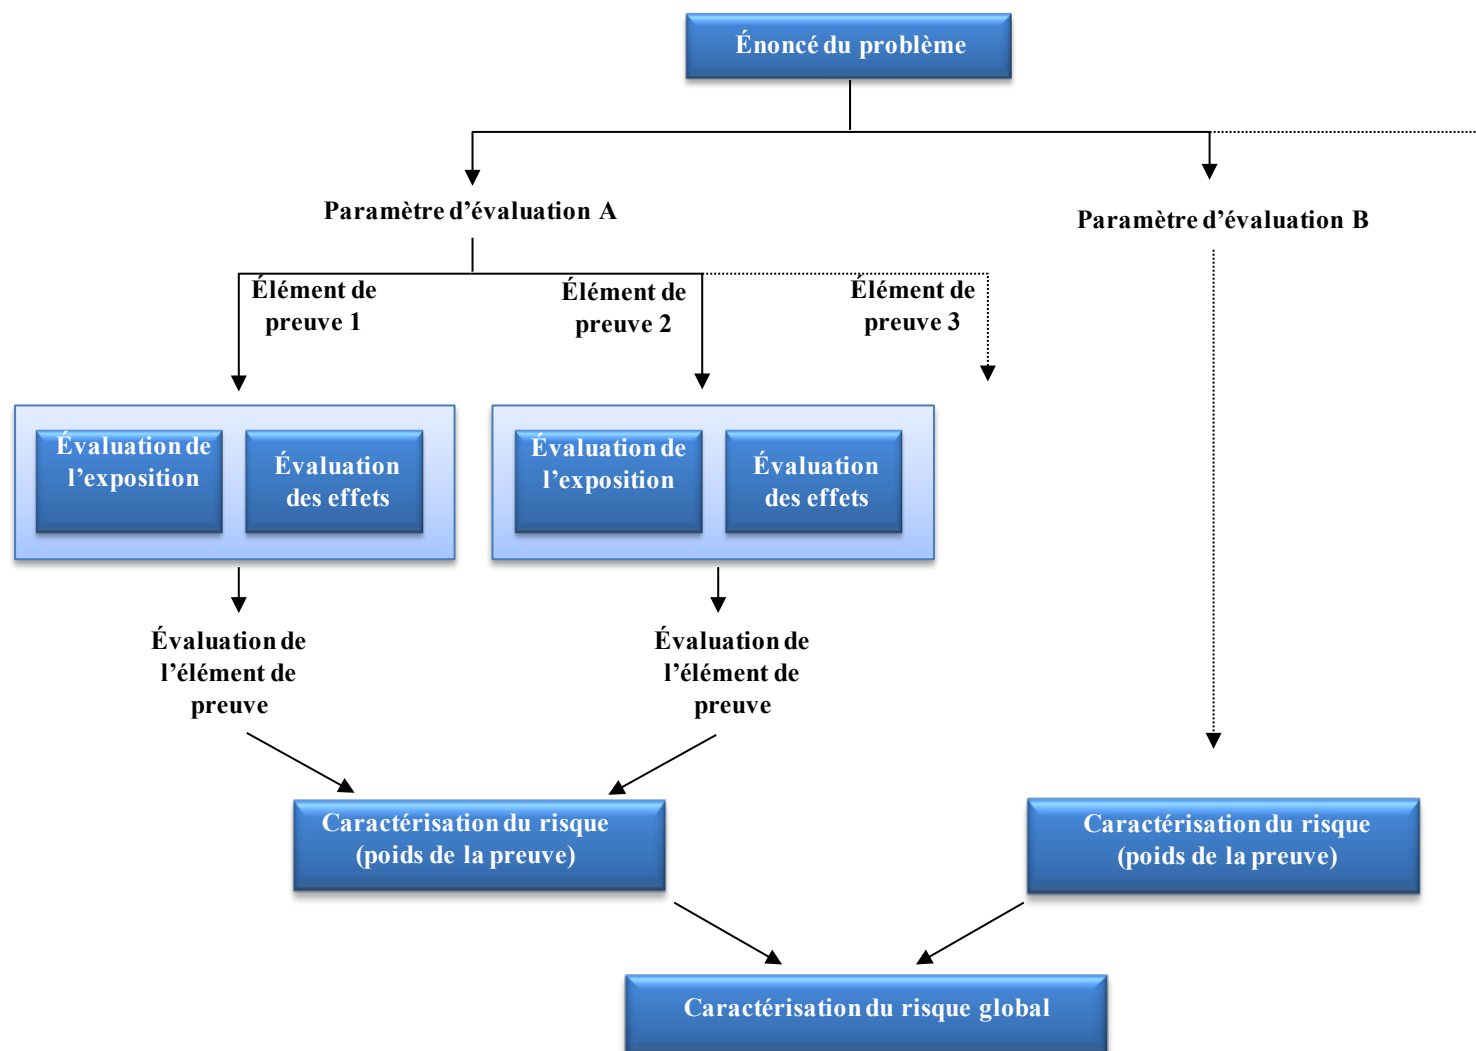 Énoncé du problème
Paramètre d’évaluation A
Paramètre d’évaluation B
Élément de
preuve 1
Élément de
preuve 2
Élément de
preuve 3
Évaluation de
l’exposition
Évaluation
des effets
Évaluation de
l’exposition
Évaluation
des effets
Évaluation de
l’élément de
preuve
Évaluation de
l’élément de
preuve
Caractérisation du risque
(poids de la preuve)
Caractérisation du risque
(poids de la preuve)
Caractérisation du risque global